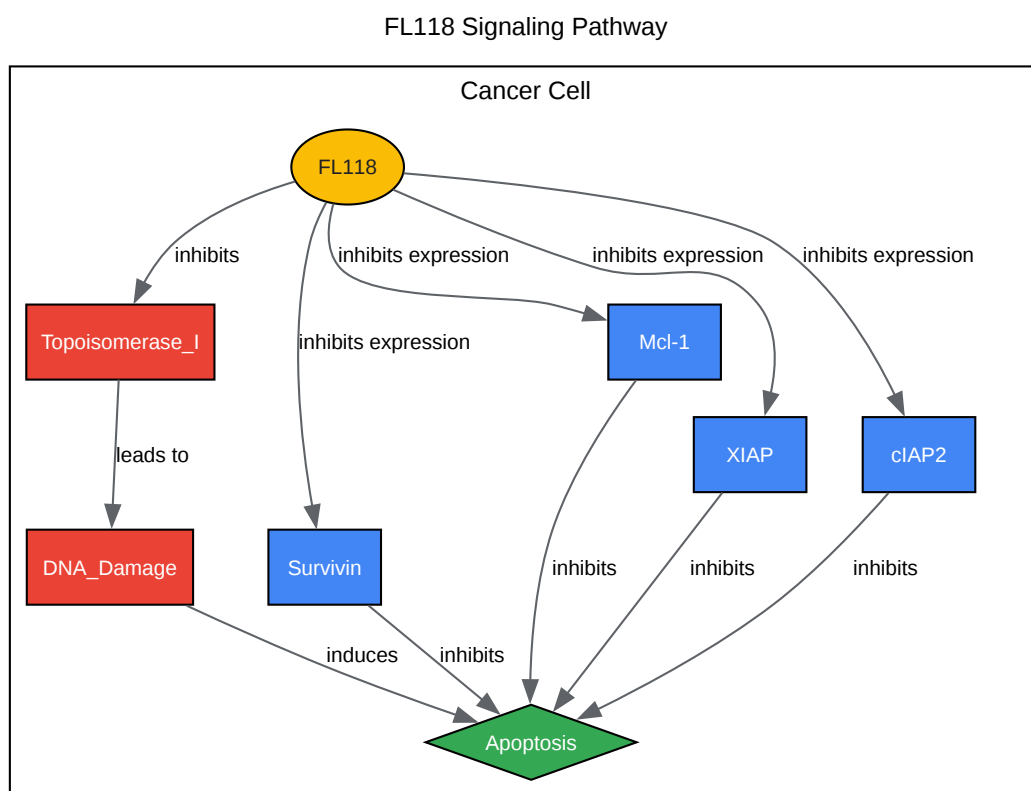 FL118 Signaling Pathway
Cancer Cell
FL118
inhibits
inhibits expression
inhibits expression
inhibits expression
Topoisomerase_I
inhibits expression
Mcl-1
leads to
XIAP
cIAP2
DNA_Damage
Survivin
inhibits
inhibits
inhibits
induces
inhibits
Apoptosis